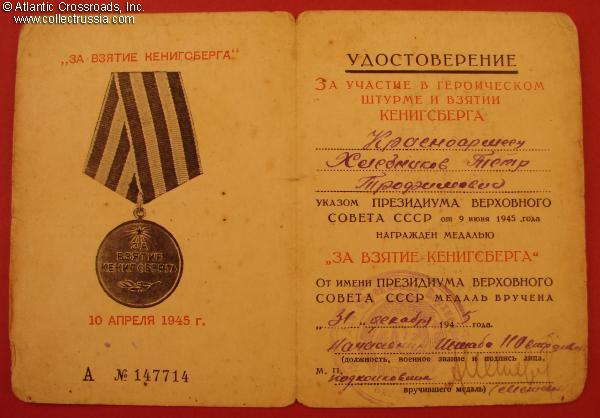 © Atlantic Crossroads, Inc.
www.collectrussia.com
„ЗА ВЗЯТИЕ КЕНИГСБЕРГА“
ЗА
ВЗЯТИЕ
КЕНИГСБЕРГА
10 АПРЕЛЯ 1945 г.
А № 147714
УДОСТОВЕРЕНИЕ
ЗА УЧАСТИЕ В ГЕРОИЧЕСКОМ
ШТУРМЕ И ВЗЯТИИ
КЕНИГСБЕРГА
Красноармеец
Хлебников Петр
Трофимович
УКАЗОМ ПРЕЗИДИУМА ВЕРХОВНОГО
СОВЕТА СССР от 9 июня 1945 года
НАГРАЖДЕН МЕДАЛЬЮ
„ЗА ВЗЯТИЕ КЕНИГСБЕРГА“
ОТ ИМЕНИ ПРЕЗИДИУМА ВЕРХОВНОГО
СОВЕТА СССР МЕДАЛЬ ВРУЧЕНА
„31„ декабря 1945 года.
Начальник Штаба 110
(должность, военное звание и подпись лица,
М. П.
подполковник
вручившего медаль)